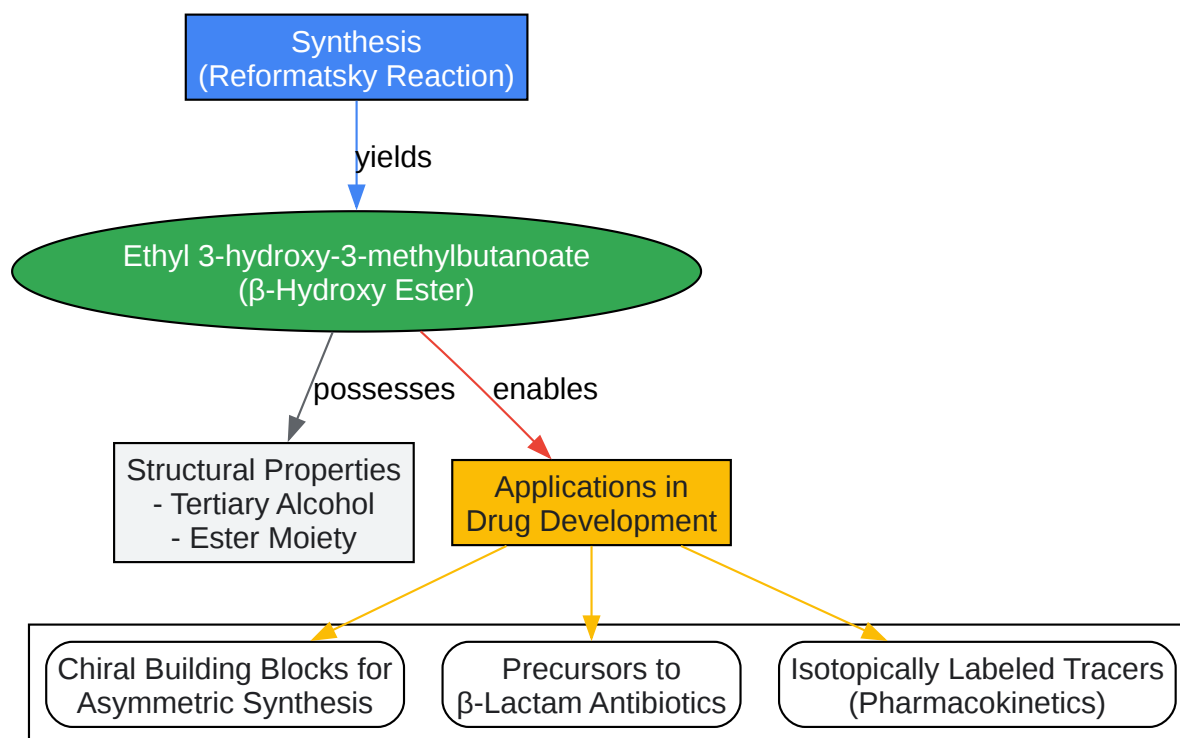 Synthesis
(Reformatsky Reaction)
yields
Ethyl 3-hydroxy-3-methylbutanoate
(β-Hydroxy Ester)
possesses
enables
Structural Properties
- Tertiary Alcohol
- Ester Moiety
Applications in
Drug Development
Chiral Building Blocks for
Asymmetric Synthesis
Precursors to
β-Lactam Antibiotics
Isotopically Labeled Tracers
(Pharmacokinetics)